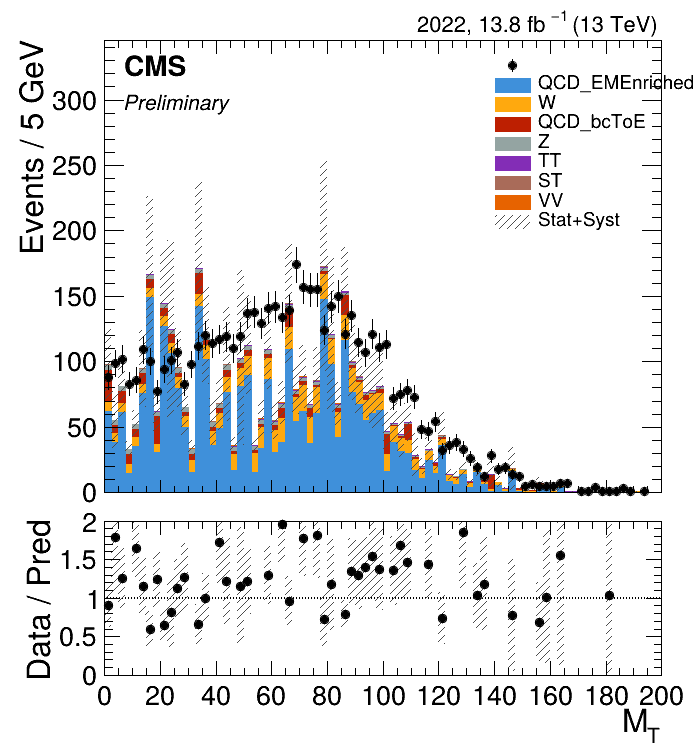 2022, 13.8 fb⁻¹ (13 TeV)
CMS
Preliminary
QCD_EMEnriched
W
QCD_bcToE
Z
TT
ST
VV
Stat+Syst
Events / 5 GeV
300
250
200
150
100
50
0
Data / Pred
2
1.5
1
0.5
0
0 20 40 60 80 100 120 140 160 180 200
M_T